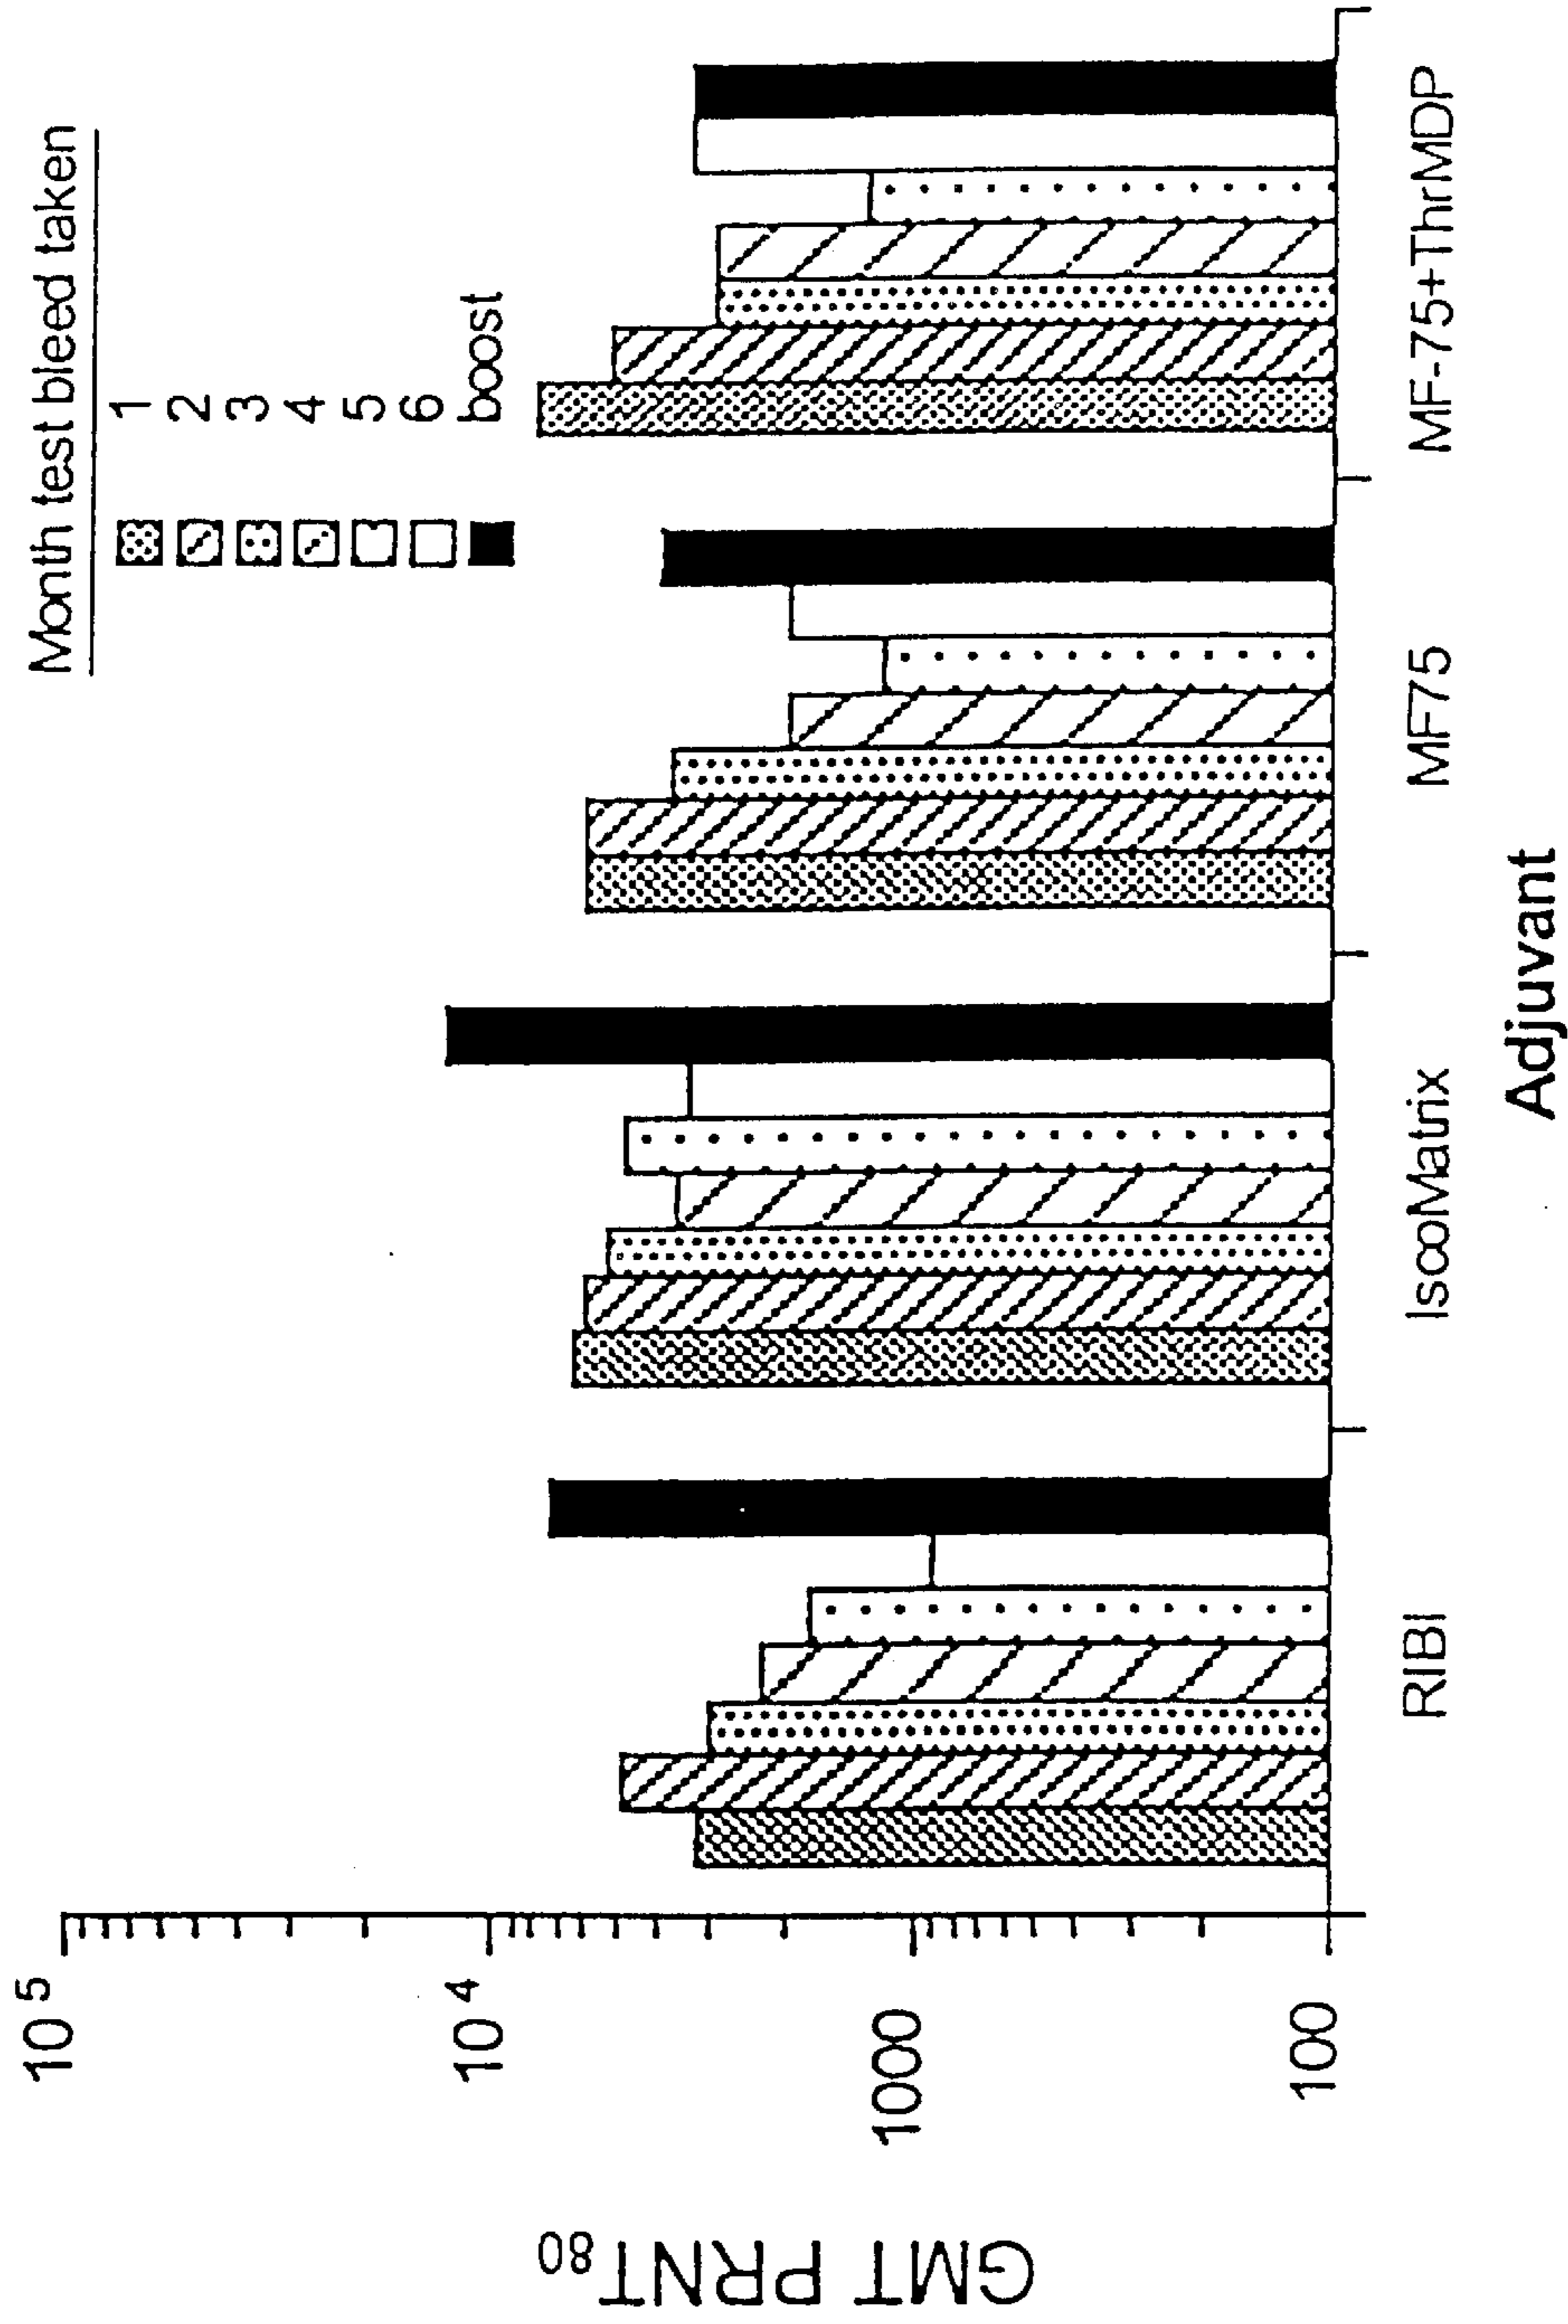 Month test bleed taken
1
2
3
4
5
6
boost
10 5
10 4
1000
100
GMT PRNT80
RIBI
IscoMatrix
MF75
MF-75+ThrMDP
Adjuvant